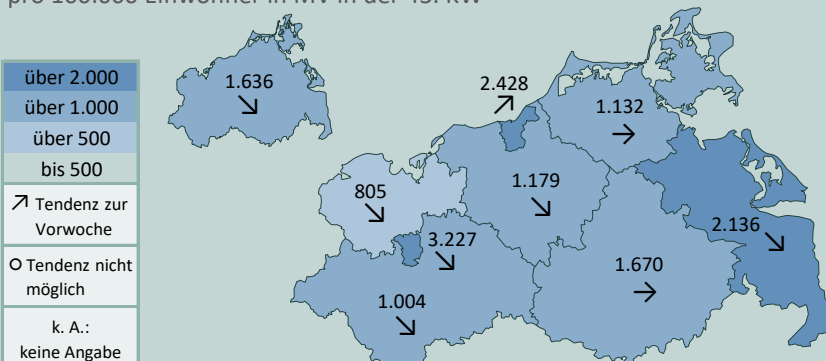 pro 100.000 Einwohner in MV in der 43. KW
über 2.000
über 1.000
über 500
bis 500
↗ Tendenz zur
Vorwoche
O Tendenz nicht
möglich
k. A.:
keine Angabe
1.636
↘
2.428
↗
1.132
→
805
↘
1.179
↘
2.136
↘
3.227
↘
1.670
→
1.004
↘